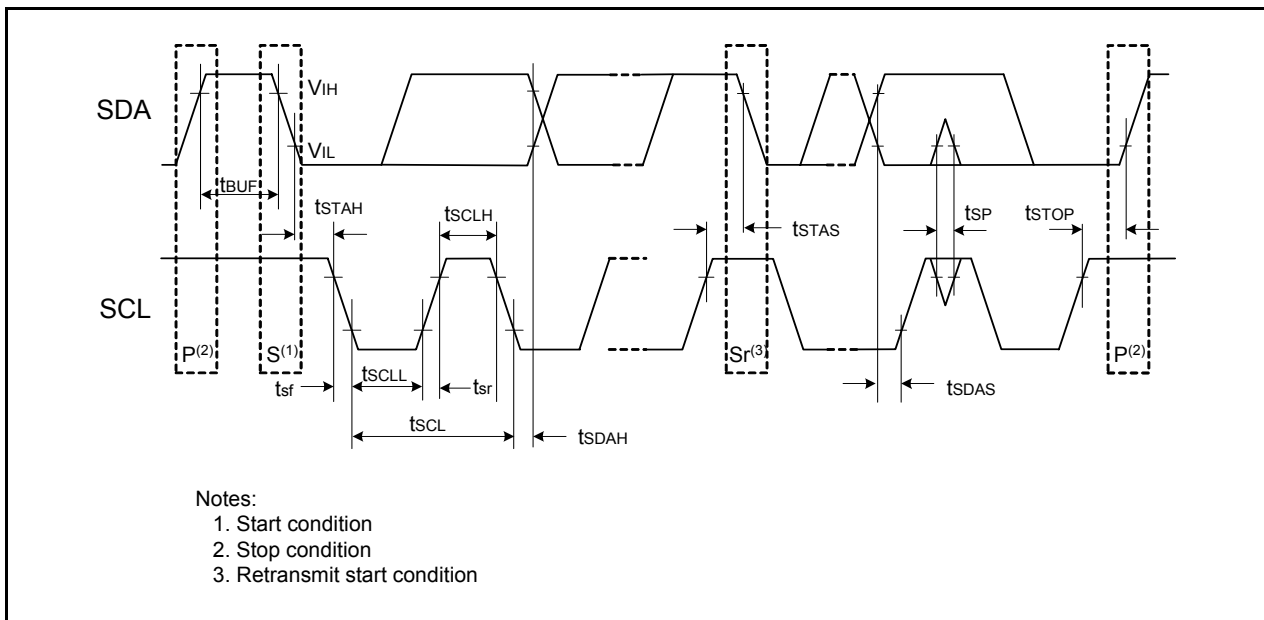 SDA
VIH
VIL
tBUF
tSTAH
tSCLH
tSTAS
tSP
tSTOP
SCL
P(2)
S(1)
Sr(3)
P(2)
tsf
tSCLL
tsr
tSDAS
tSCL
tSDAH
Notes:
1. Start condition
2. Stop condition
3. Retransmit start condition